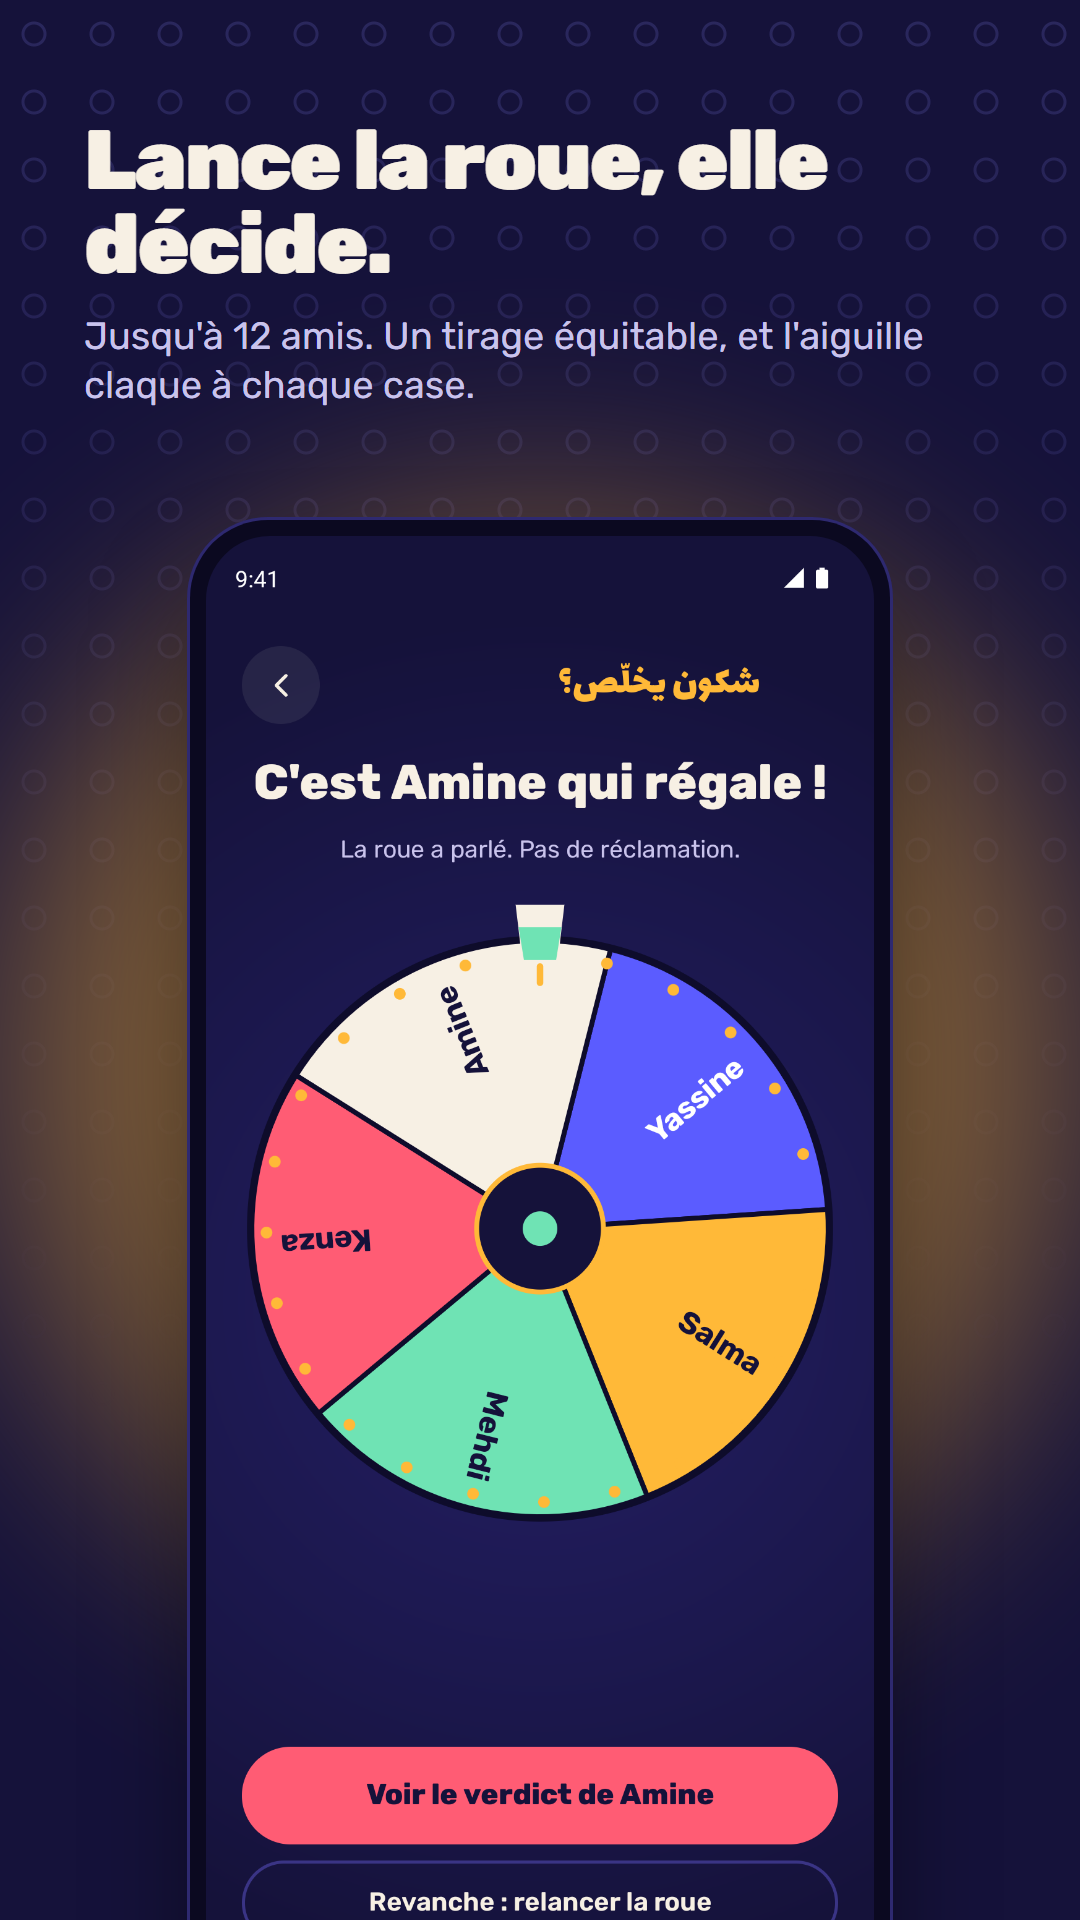 Lance la roue, elle
décide.
Jusqu'à 12 amis. Un tirage équitable, et l'aiguille
claque à chaque case.
9:41
شكون يخلّص؟
C'est Amine qui régale !
La roue a parlé. Pas de réclamation.
Amine
Yassine
Kenza
Salma
Mehdi
Voir le verdict de Amine
Revanche : relancer la roue